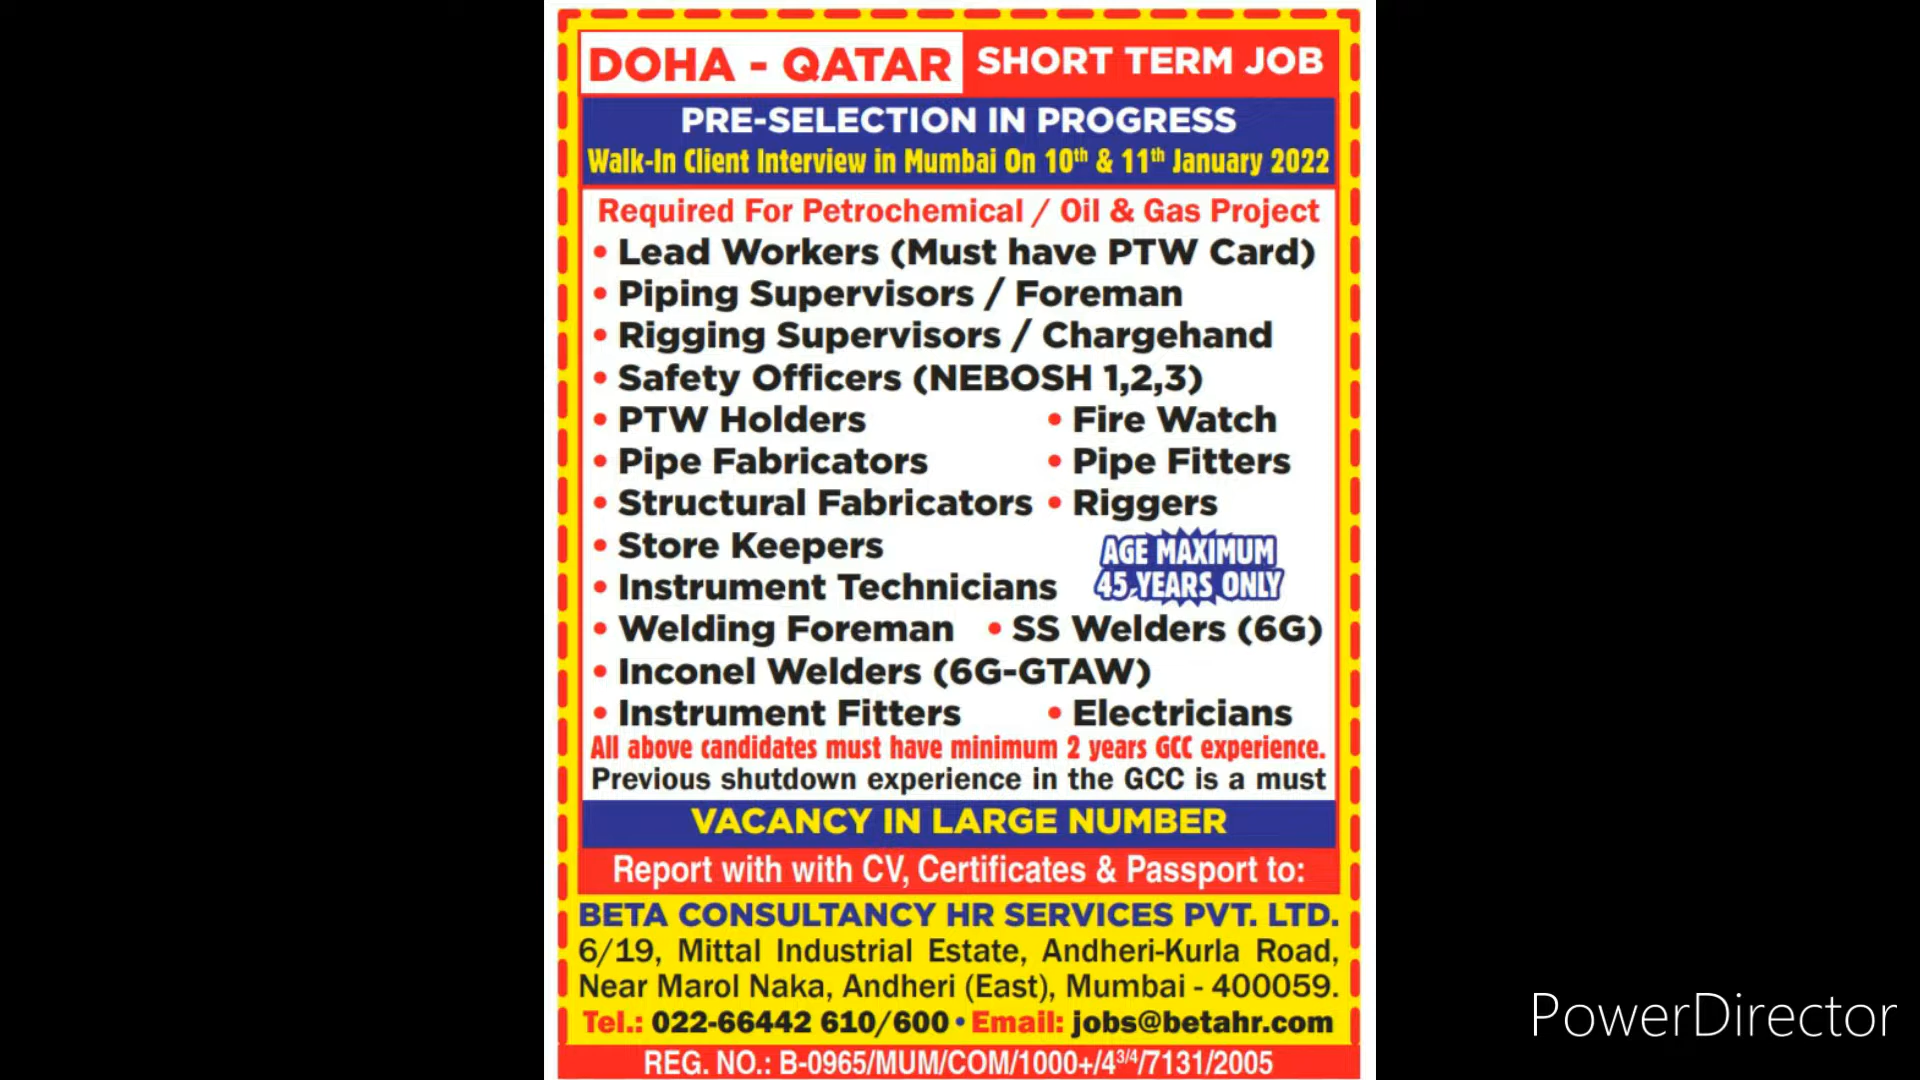 DOHA - QATAR SHORT TERM JOB
PRE-SELECTION IN PROGRESS
Walk-In Client Interview in Mumbai On 10th & 11th January 2022
Required For Petrochemical / Oil & Gas Project
• Lead Workers (Must have PTW Card)
• Piping Supervisors / Foreman
• Rigging Supervisors / Chargehand
• Safety Officers (NEBOSH 1,2,3)
• PTW Holders • Fire Watch
• Pipe Fabricators • Pipe Fitters
• Structural Fabricators • Riggers
• Store Keepers
• Instrument Technicians
AGE MAXIMUM
45 YEARS ONLY
• Welding Foreman • SS Welders (6G)
• Inconel Welders (6G-GTAW)
• Instrument Fitters • Electricians
All above candidates must have minimum 2 years GCC experience.
Previous shutdown experience in the GCC is a must
VACANCY IN LARGE NUMBER
Report with with CV, Certificates & Passport to:
BETA CONSULTANCY HR SERVICES PVT. LTD.
6/19, Mittal Industrial Estate, Andheri-Kurla Road,
Near Marol Naka, Andheri (East), Mumbai - 400059.
Tel.: 022-66442 610/600 • Email: jobs@betahr.com
REG. NO.: B-0965/MUM/COM/1000+/43/4/7131/2005
PowerDirector